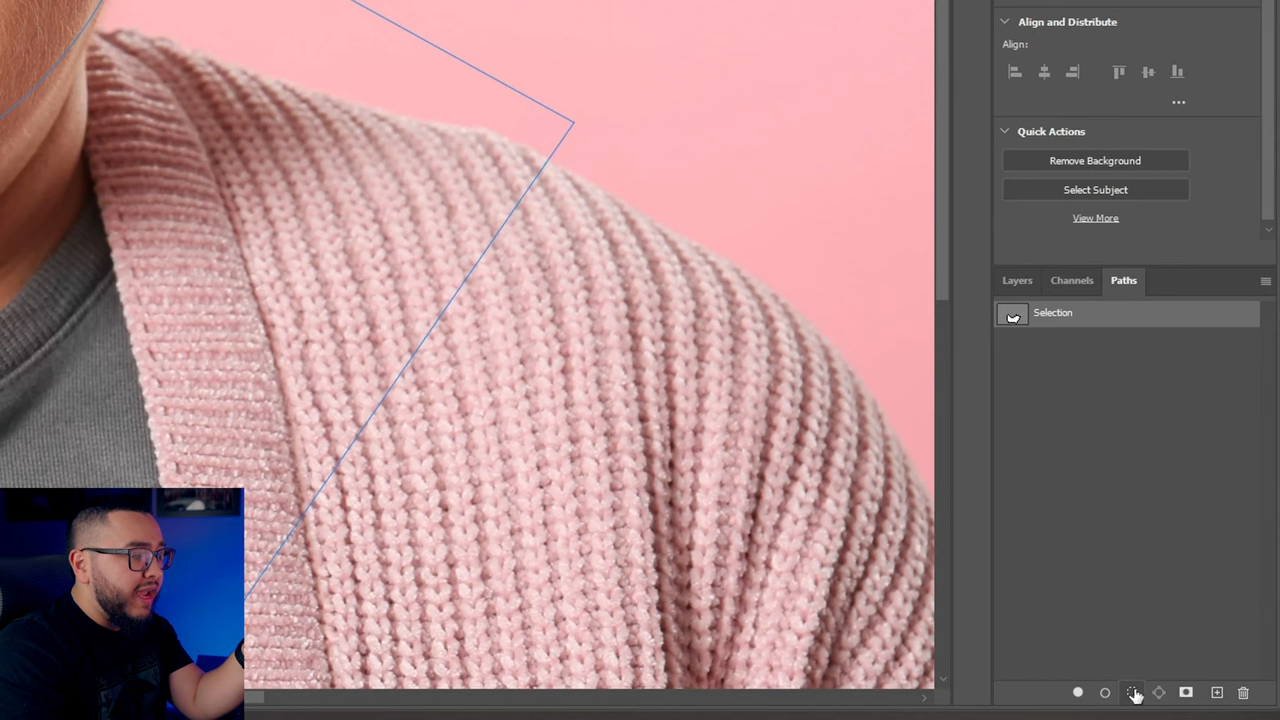 Align and Distribute
Align:
Quick Actions
Remove Background
Select Subject
View More
Layers Channels Paths
Selection